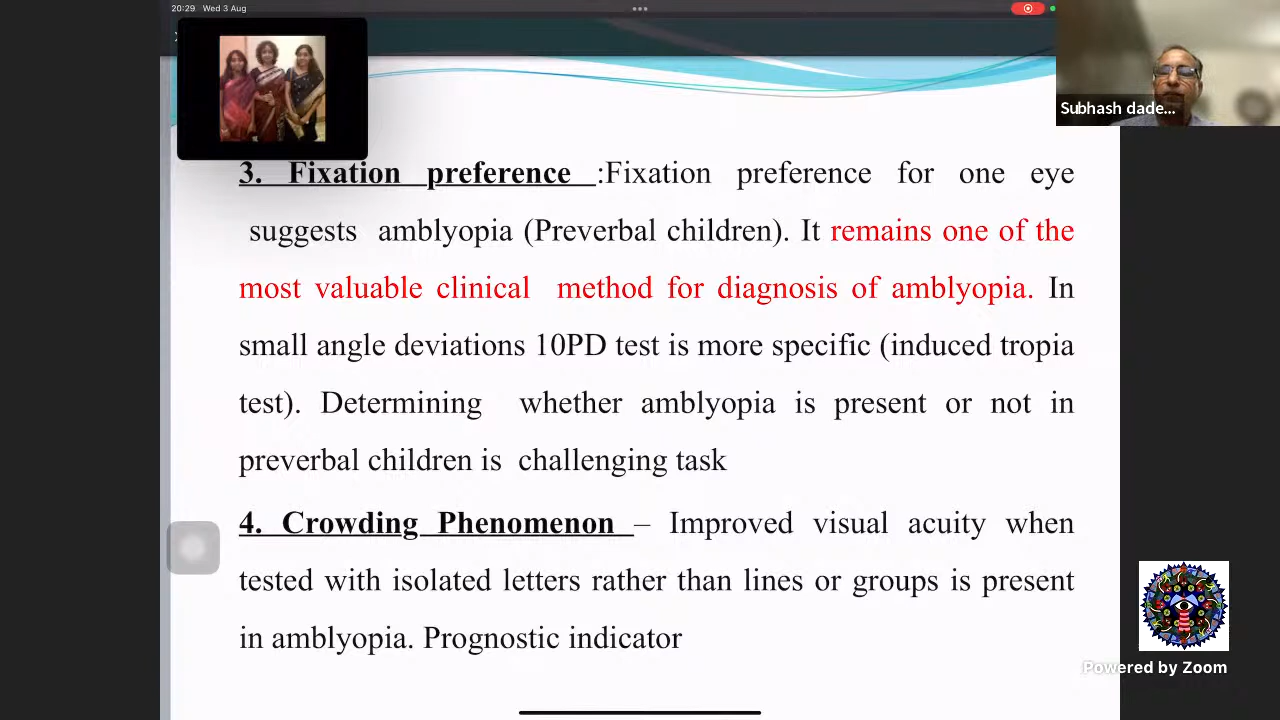 20:29 Wed 3 Aug
Subhash dade...
3. Fixation preference :Fixation preference for one eye
suggests amblyopia (Preverbal children). It remains one of the
most valuable clinical method for diagnosis of amblyopia. In
small angle deviations 10PD test is more specific (induced tropia
test). Determining whether amblyopia is present or not in
preverbal children is challenging task
4. Crowding Phenomenon – Improved visual acuity when
tested with isolated letters rather than lines or groups is present
in amblyopia. Prognostic indicator
Powered by Zoom